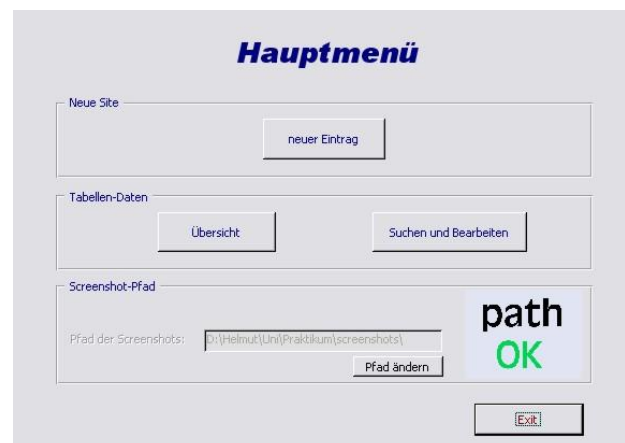 Hauptmenü
Neue Site
neuer Eintrag
Tabellen-Daten
Übersicht Suchen und Bearbeiten
Screenshot-Pfad
Pfad der Screenshots: D:\Helmut\Uni\Praktikum\screenshots\
Pfad ändern
path
OK
Exit